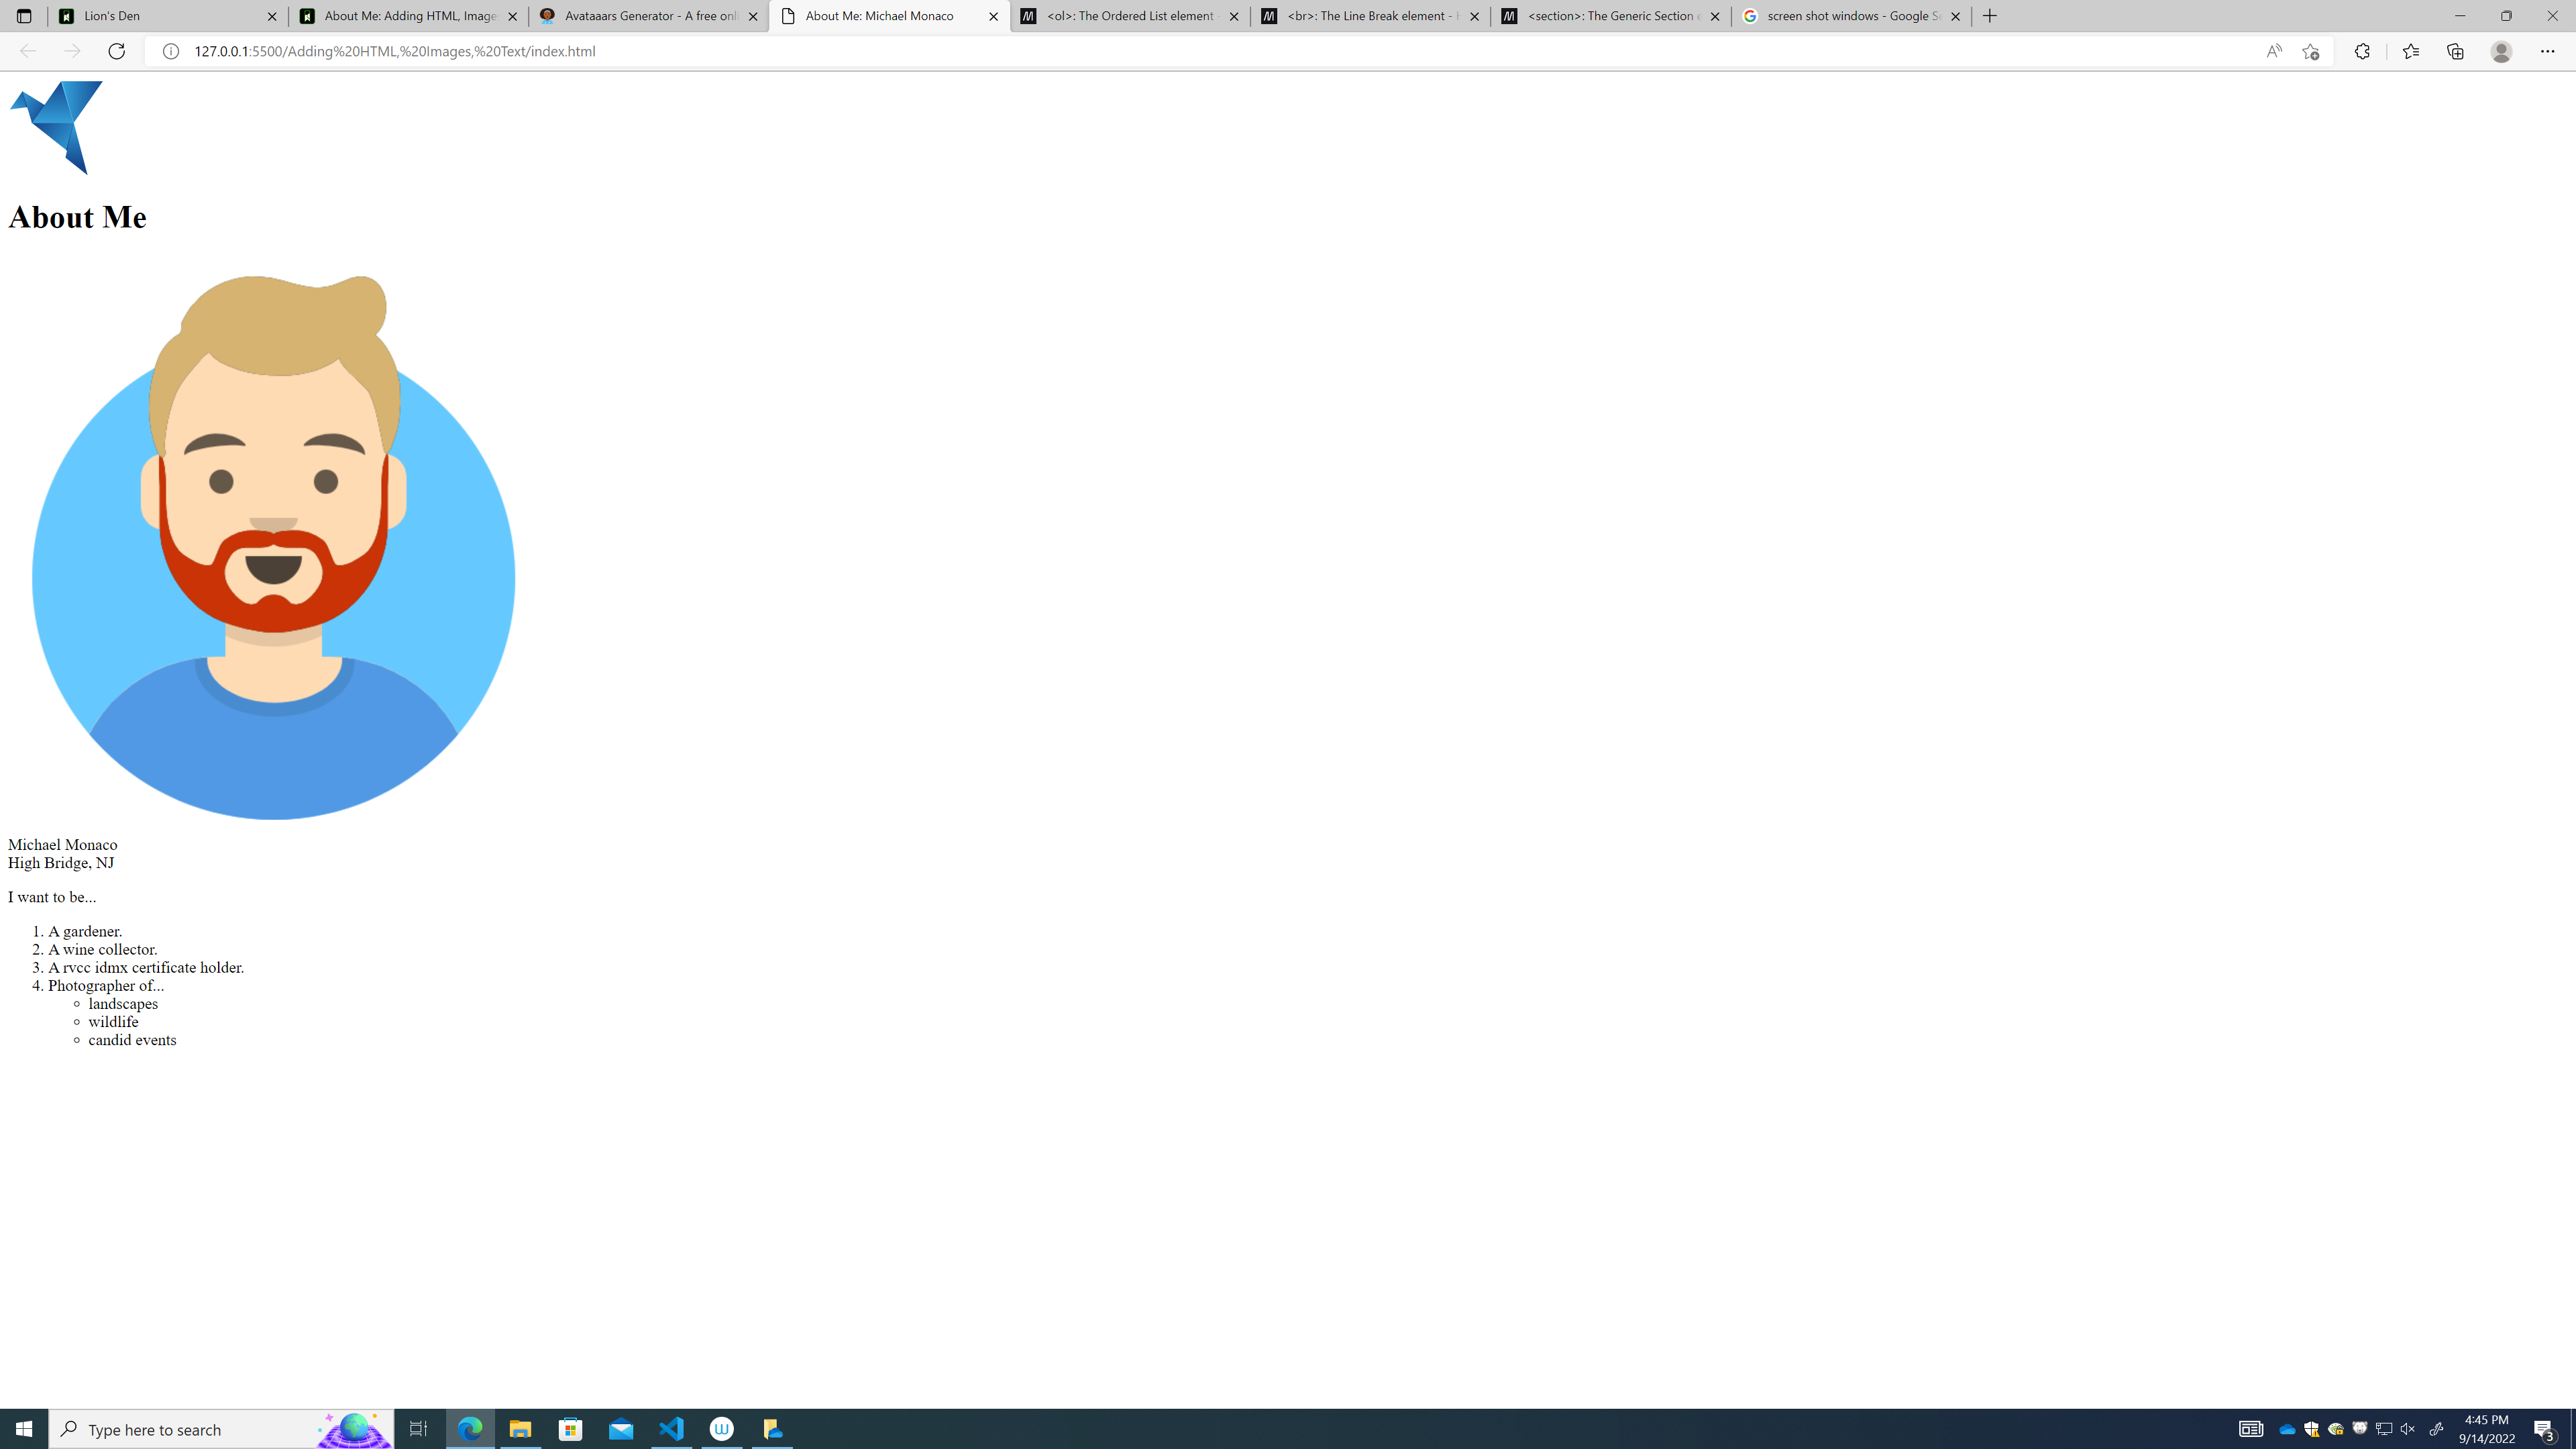 Lion's Den
About Me: Adding HTML, Image
Avataaars Generator - A free onli
About Me: Michael Monaco
<ol>: The Ordered List element -
<br>: The Line Break element - H
<section>: The Generic Section e
screen shot windows - Google Se
127.0.0.1:5500/Adding%20HTML,%20Images,%20Text/index.html
About Me
Michael Monaco
High Bridge, NJ
I want to be...
1. A gardener.
2. A wine collector.
3. A rvcc idmx certificate holder.
4. Photographer of...
landscapes
wildlife
candid events
Type here to search
4:45 PM
9/14/2022
3